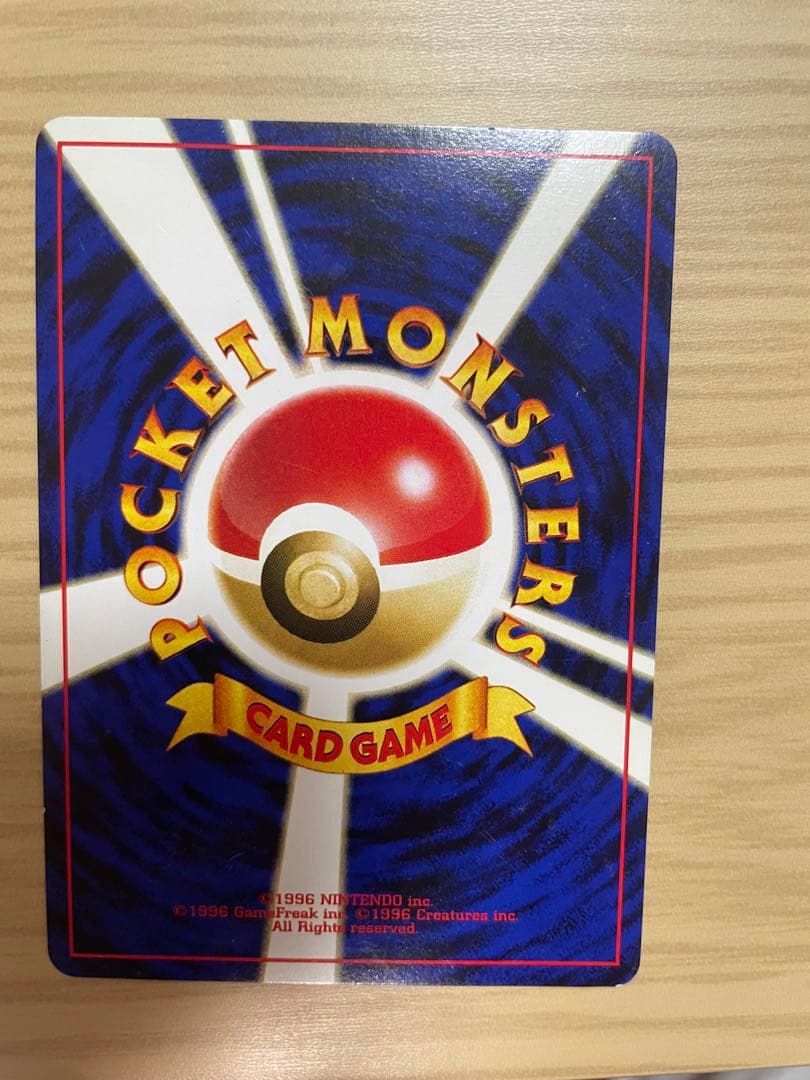 POCKET MONSTERS
CARD GAME
©1996 NINTENDO inc.
©1996 GameFreak inc. ©1996 Creatures inc.
All Rights reserved.